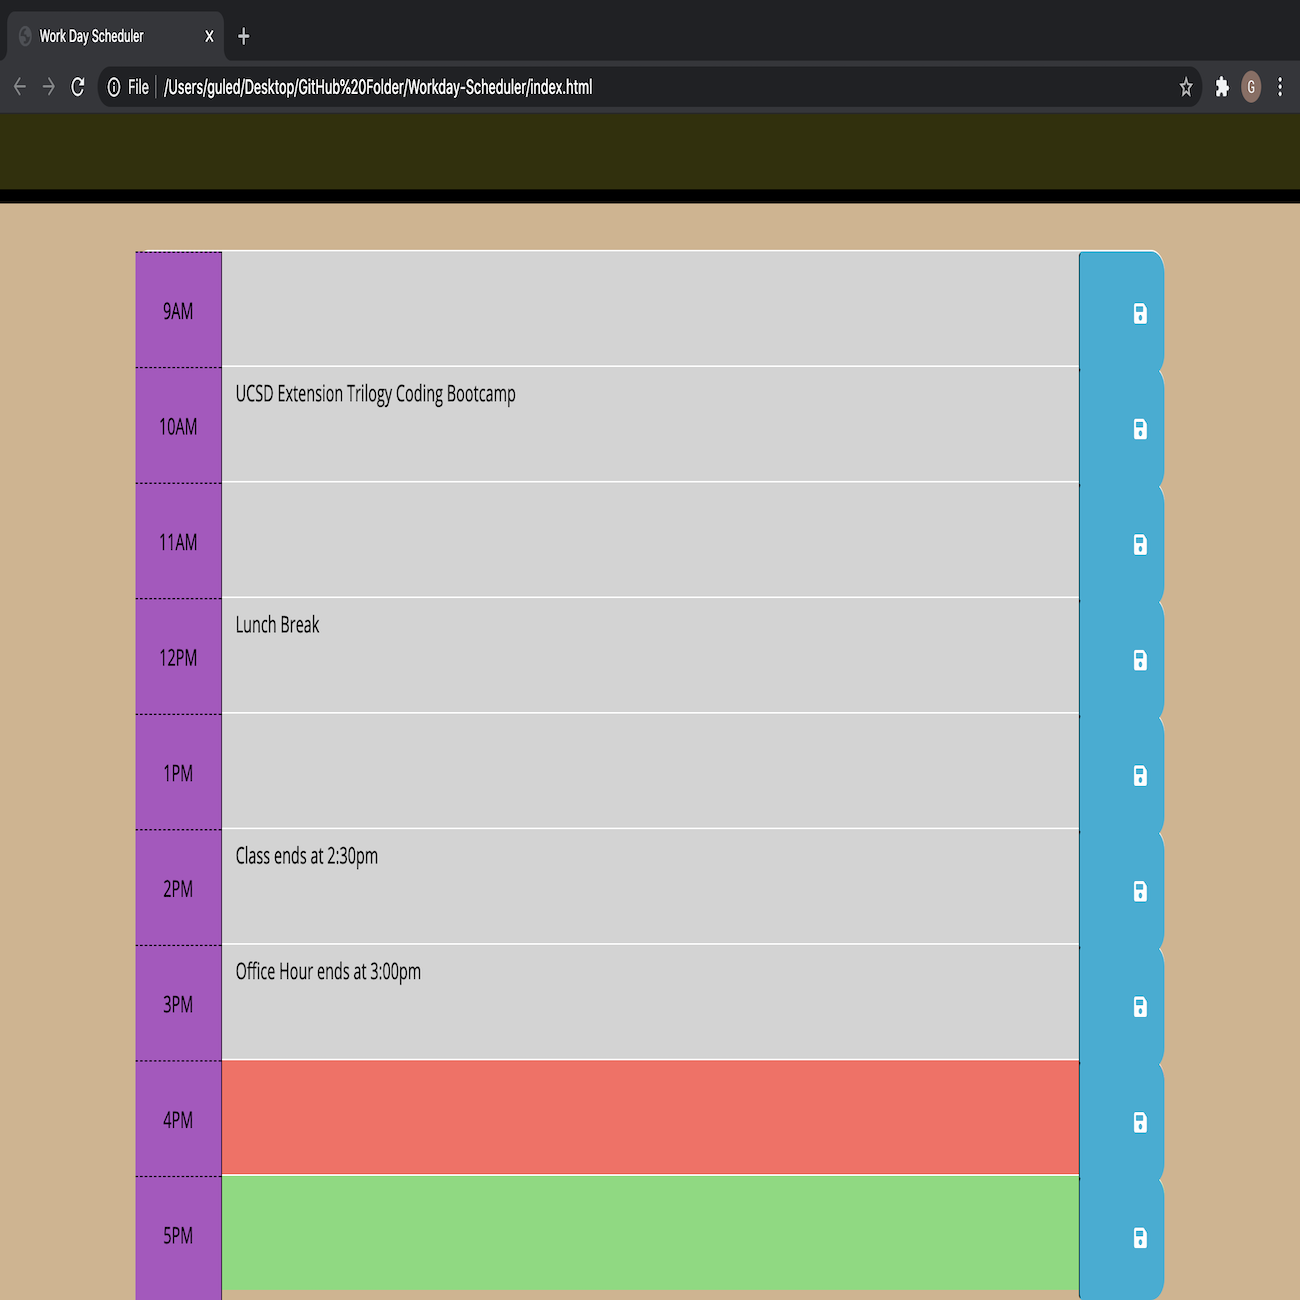 Work Day Scheduler
File /Users/guled/Desktop/GitHub%20Folder/Workday-Scheduler/index.html
G
9AM
UCSD Extension Trilogy Coding Bootcamp
10AM
11AM
Lunch Break
12PM
1PM
Class ends at 2:30pm
2PM
Office Hour ends at 3:00pm
3PM
4PM
5PM